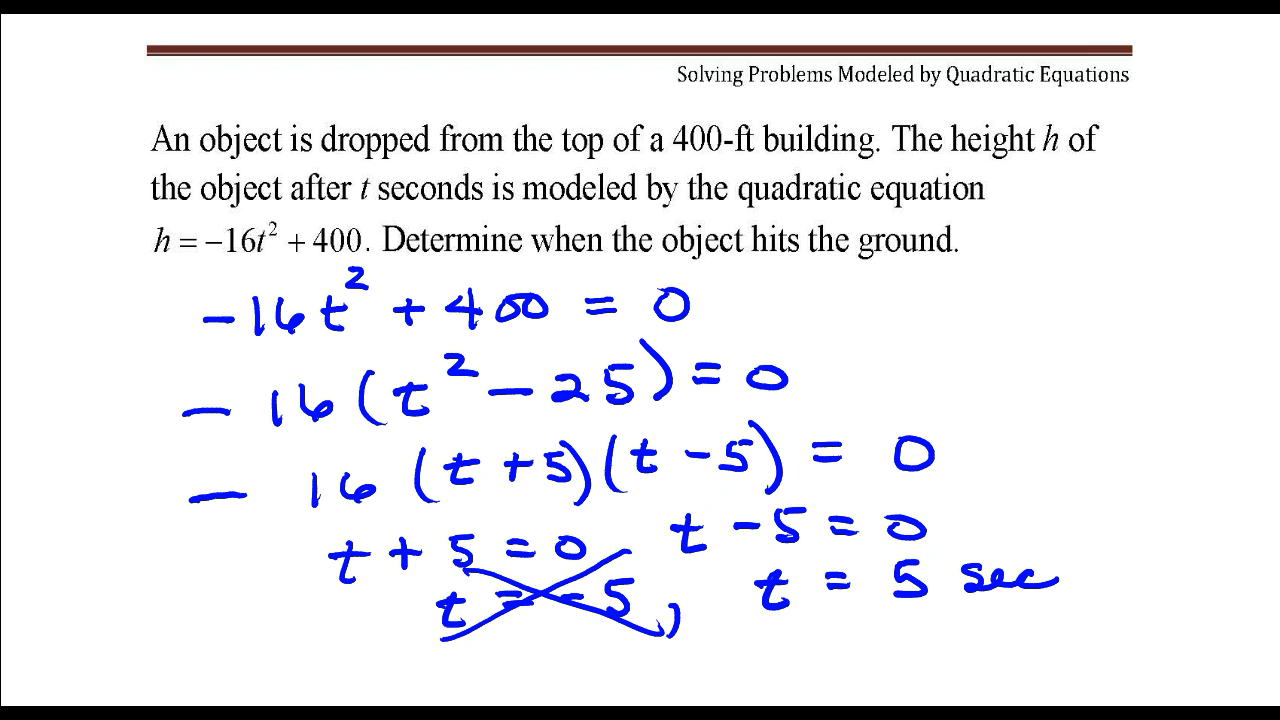 Solving Problems Modeled by Quadratic Equations
An object is dropped from the top of a 400-ft building. The height h of
the object after t seconds is modeled by the quadratic equation
h = −16t² + 400. Determine when the object hits the ground.
−16t² + 400 = 0
−16(t² − 25) = 0
−16(t + 5)(t − 5) = 0
t + 5 = 0 t − 5 = 0
t = −5, t = 5 sec